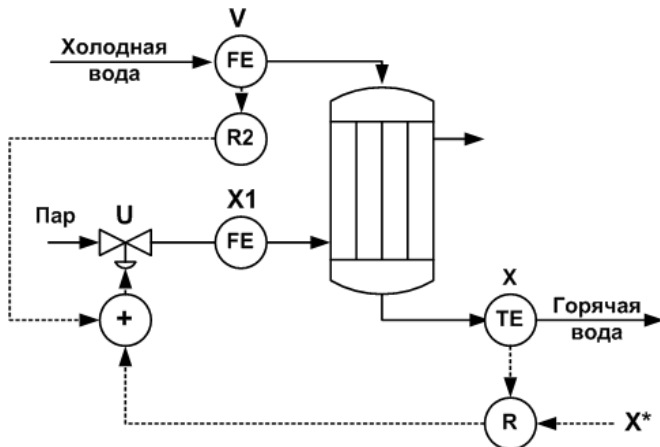 V
Холодная
вода
FE
R2
Пар
U
X1
FE
+
X
TE
Горячая
вода
R
X*